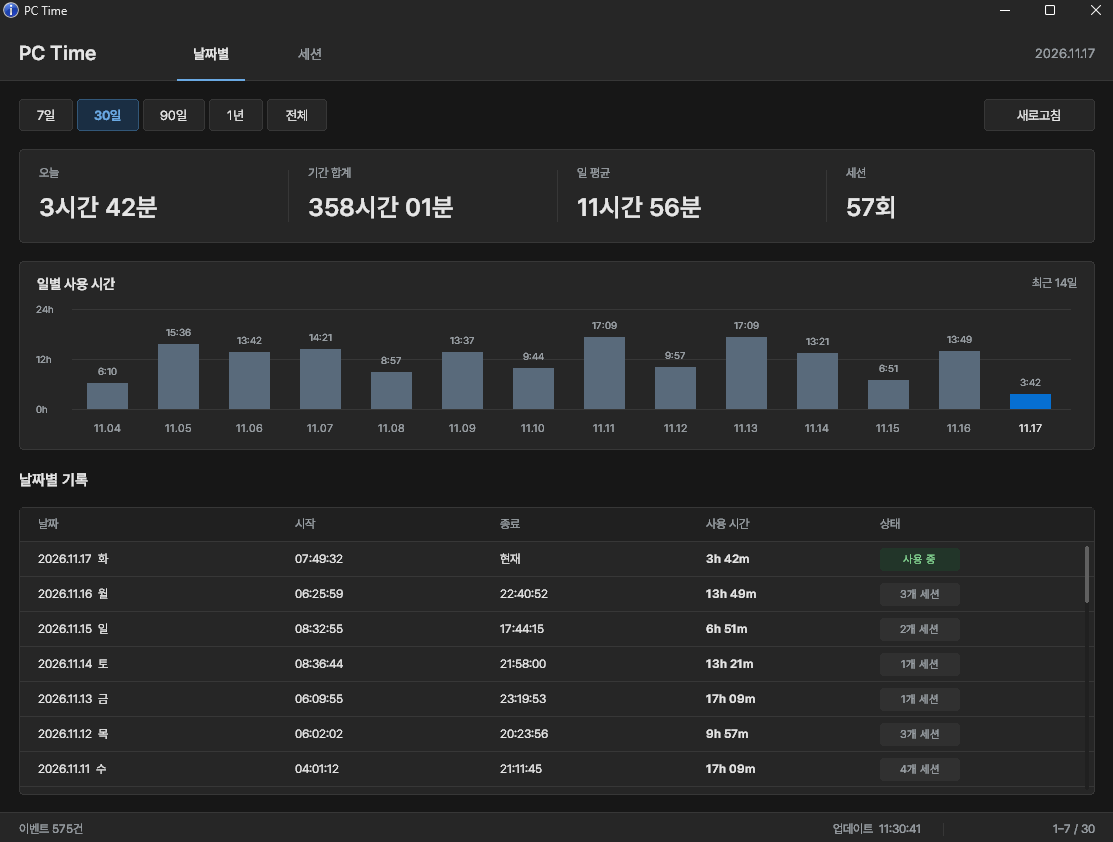 PC Time
PC Time 날짜별 세션 2026.11.17
7일 30일 90일 1년 전체 새로고침
오늘 기간 합계 일 평균 세션
3시간 42분 358시간 01분 11시간 56분 57회
일별 사용 시간 최근 14일
24h
12h
0h
6:10 15:36 13:42 14:21 8:57 13:37 9:44 17:09 9:57 17:09 13:21 6:51 13:49 3:42
11.04 11.05 11.06 11.07 11.08 11.09 11.10 11.11 11.12 11.13 11.14 11.15 11.16 11.17
날짜별 기록
날짜 시작 종료 사용 시간 상태
2026.11.17 화 07:49:32 현재 3h 42m 사용 중
2026.11.16 월 06:25:59 22:40:52 13h 49m 3개 세션
2026.11.15 일 08:32:55 17:44:15 6h 51m 2개 세션
2026.11.14 토 08:36:44 21:58:00 13h 21m 1개 세션
2026.11.13 금 06:09:55 23:19:53 17h 09m 1개 세션
2026.11.12 목 06:02:02 20:23:56 9h 57m 3개 세션
2026.11.11 수 04:01:12 21:11:45 17h 09m 4개 세션
이벤트 575건 업데이트 11:30:41 1–7 / 30